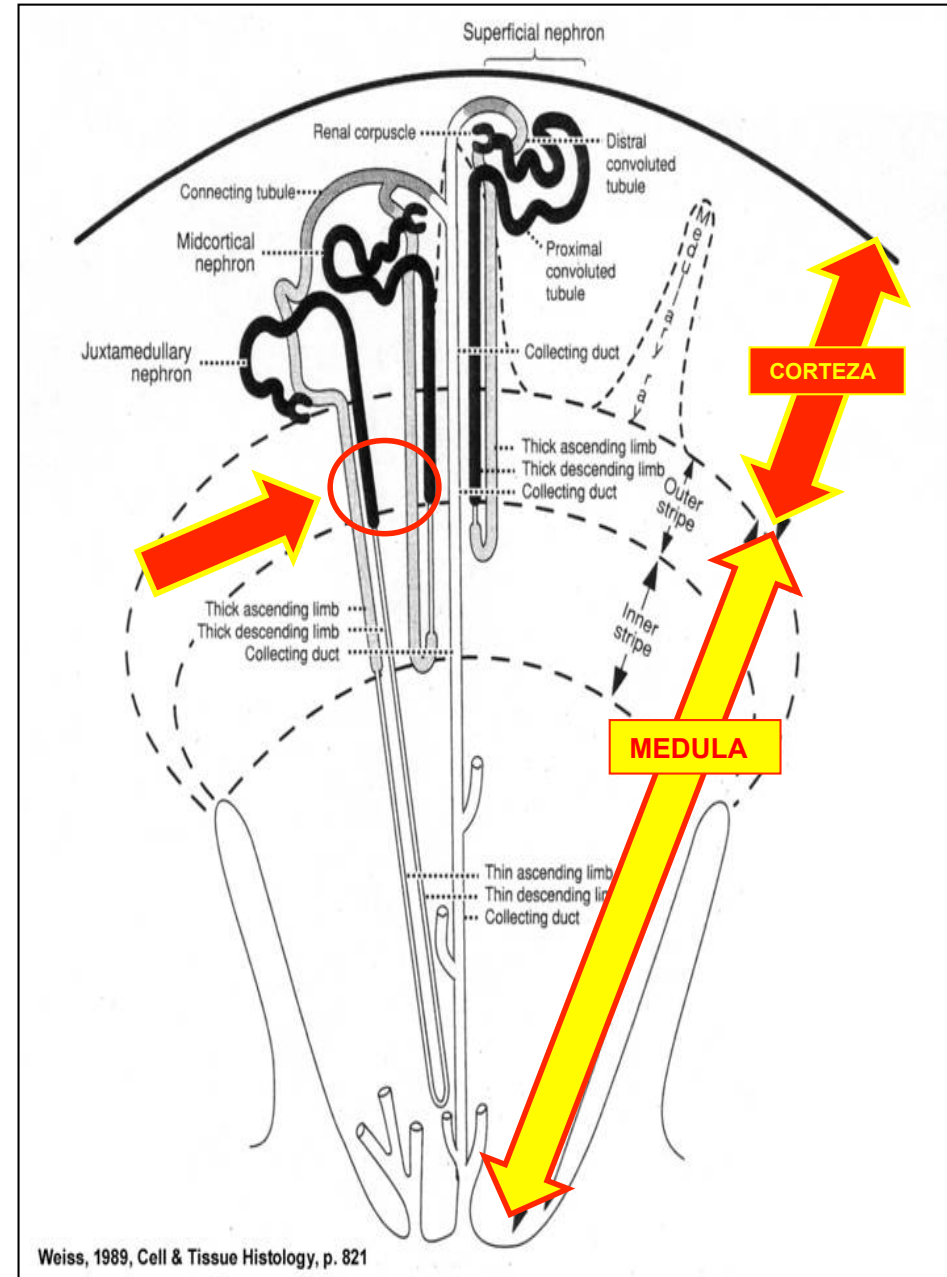 Superficial nephron
Renal corpuscle
Distral
convoluted
tubule
Connecting tubule
Midcortical
nephron
Proximal
convoluted
tubule
Medullary ray
Juxtamedullary
nephron
Collecting duct
CORTEZA
Thick ascending limb
Thick descending limb
Collecting duct
Outer
stripe
Thick ascending limb
Thick descending limb
Collecting duct
Inner
stripe
MEDULA
Thin ascending limb
Thin descending
Collecting duct
Weiss, 1989, Cell & Tissue Histology, p. 821